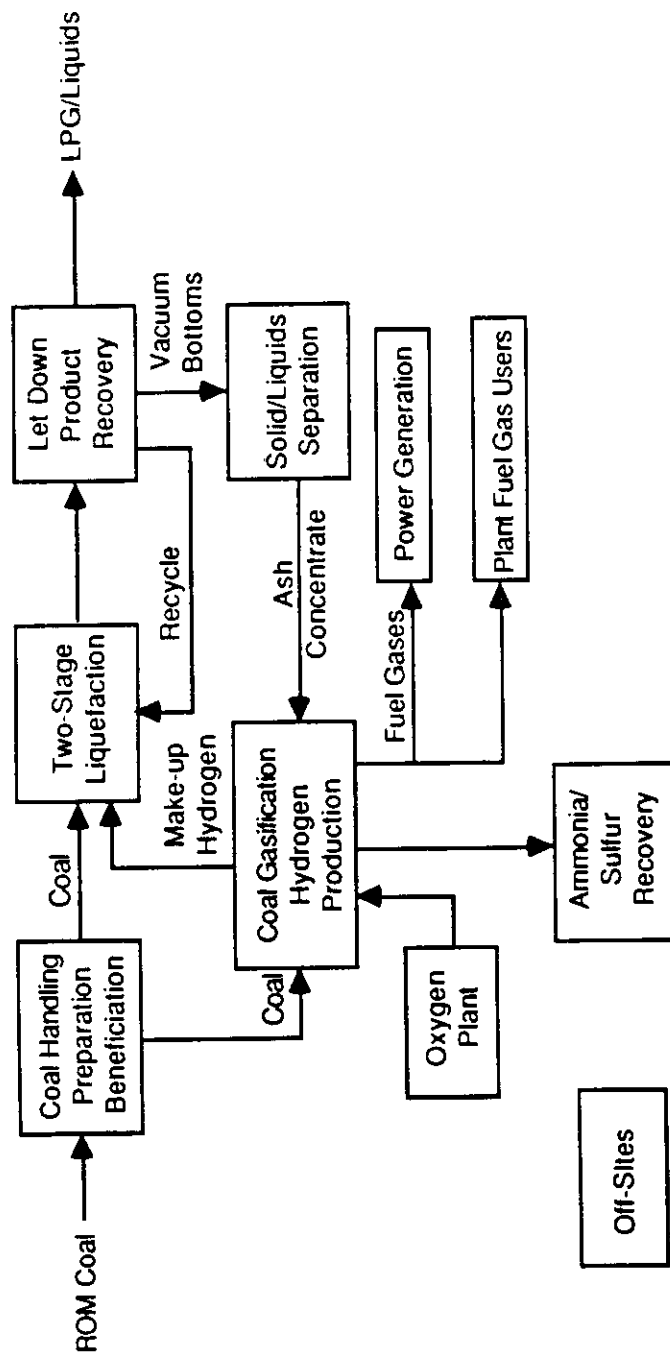 ROM Coal
Coal Handling
Preparation
Beneficiation
Coal
Two-Stage
Liquefaction
Let Down
Product
Recovery
LPG/Liquids
Recycle
Vacuum
Bottoms
Make-up
Hydrogen
Solid/Liquids
Separation
Coal
Coal Gasification
Hydrogen
Production
Ash
Concentrate
Fuel Gases
Power Generation
Plant Fuel Gas Users
Oxygen
Plant
Ammonia/
Sulfur
Recovery
Off-Sites